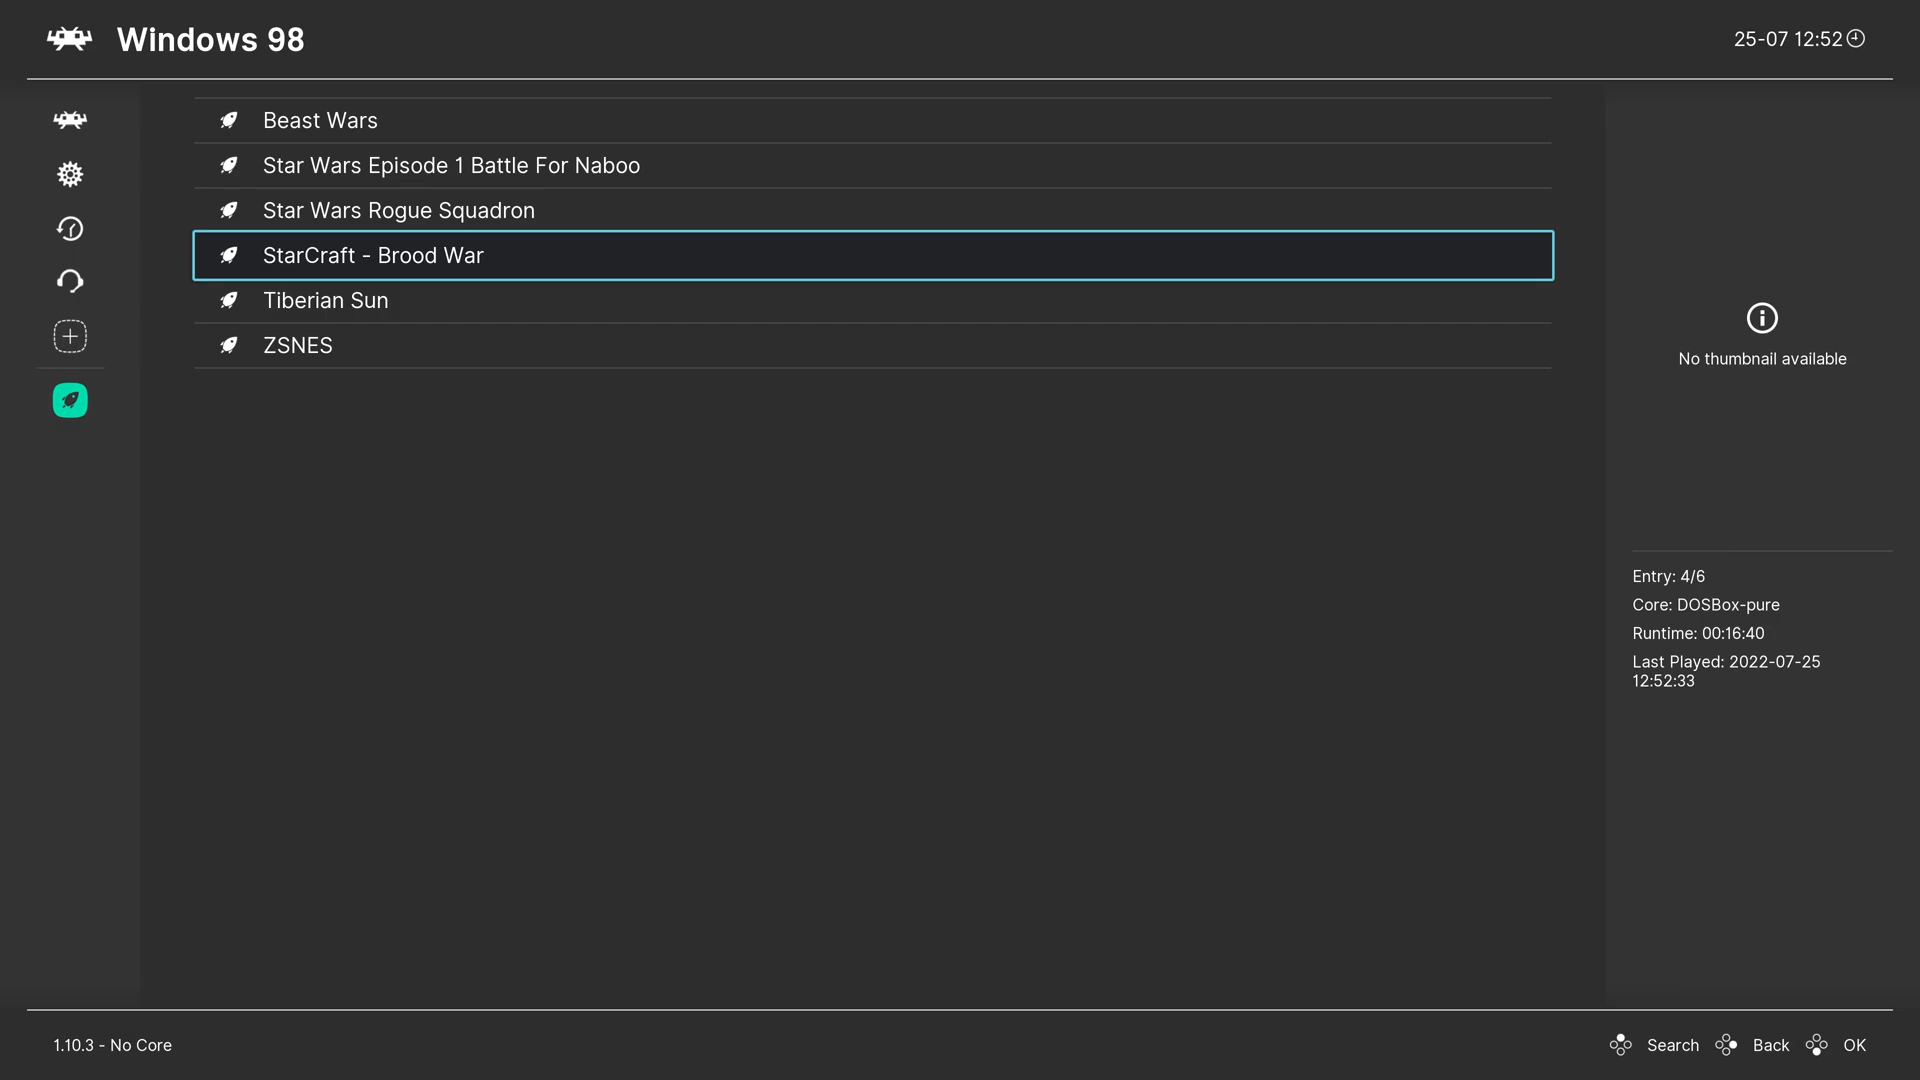 Windows 98
25-07 12:52
Beast Wars
Star Wars Episode 1 Battle For Naboo
Star Wars Rogue Squadron
StarCraft - Brood War
Tiberian Sun
ZSNES
No thumbnail available
Entry: 4/6
Core: DOSBox-pure
Runtime: 00:16:40
Last Played: 2022-07-25
12:52:33
1.10.3 - No Core
Search Back OK